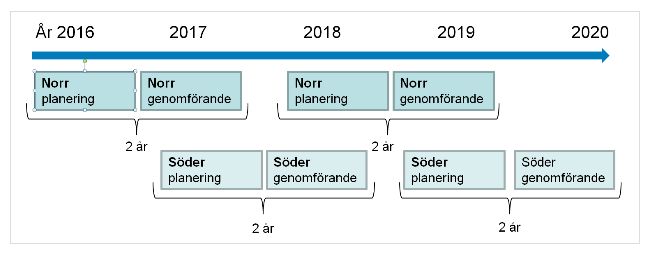 År 2016 2017 2018 2019 2020
Norr Norr Norr Norr
planering genomförande planering genomförande
2 år 2 år
Söder Söder Söder Söder
planering genomförande planering genomförande
2 år 2 år